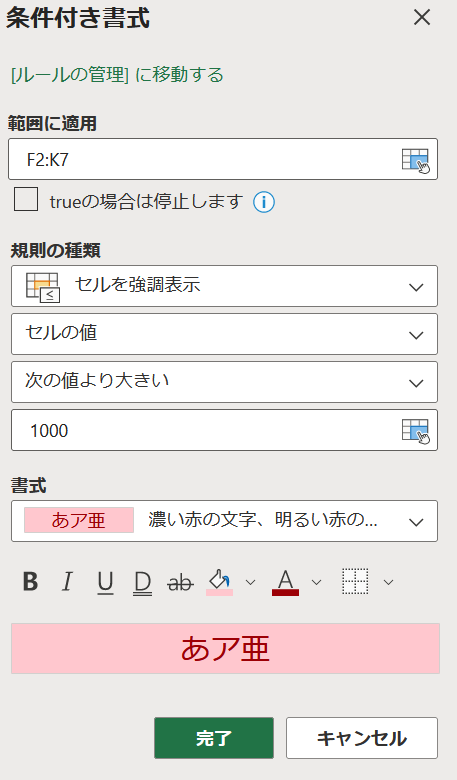 条件付き書式
[ルールの管理] に移動する
範囲に適用
F2:K7
trueの場合は停止します
規則の種類
セルを強調表示
セルの値
次の値より大きい
1000
書式
あア亜 濃い赤の文字、明るい赤の...
B I U D ab A
あア亜
完了 キャンセル